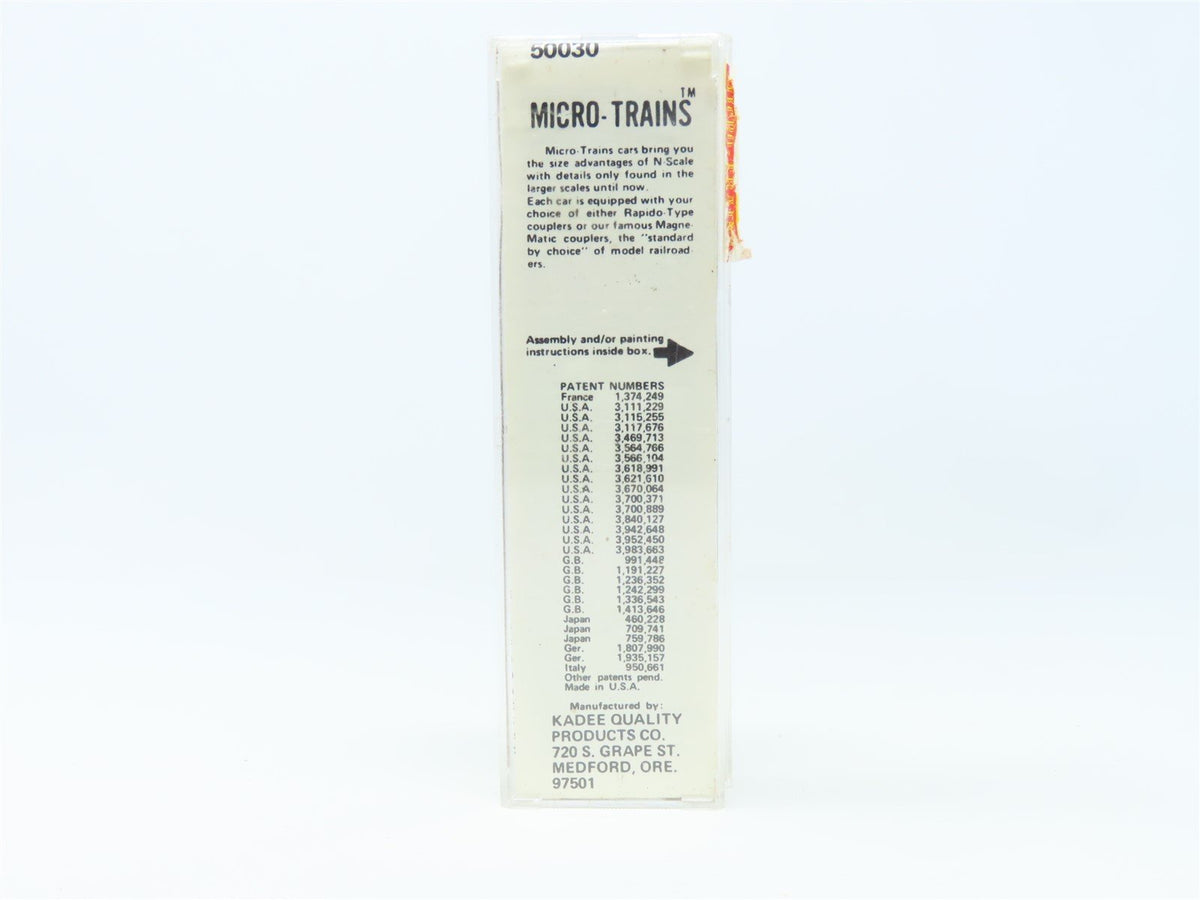 50030
MICRO-TRAINS™
Micro-Trains cars bring you
the size advantages of N-Scale
with details only found in the
larger scales until now.
Each car is equipped with your
choice of either Rapido-Type
couplers or our famous Magne-
Matic couplers, the "standard
by choice" of model railroad-
ers.
Assembly and/or painting
instructions inside box.
PATENT NUMBERS
France 1,374,249
U.S.A. 3,111,229
U.S.A. 3,115,255
U.S.A. 3,117,676
U.S.A. 3,469,713
U.S.A. 3,564,766
U.S.A. 3,566,104
U.S.A. 3,618,991
U.S.A. 3,621,610
U.S.A. 3,670,064
U.S.A. 3,700,371
U.S.A. 3,700,889
U.S.A. 3,840,127
U.S.A. 3,942,648
U.S.A. 3,952,450
U.S.A. 3,983,663
G.B. 991,448
G.B. 1,191,227
G.B. 1,236,352
G.B. 1,242,299
G.B. 1,336,543
G.B. 1,413,646
Japan 460,228
Japan 709,741
Japan 759,786
Ger. 1,807,990
Ger. 1,935,157
Italy 950,661
Other patents pend.
Made in U.S.A.
Manufactured by:
KADEE QUALITY
PRODUCTS CO.
720 S. GRAPE ST.
MEDFORD, ORE.
97501